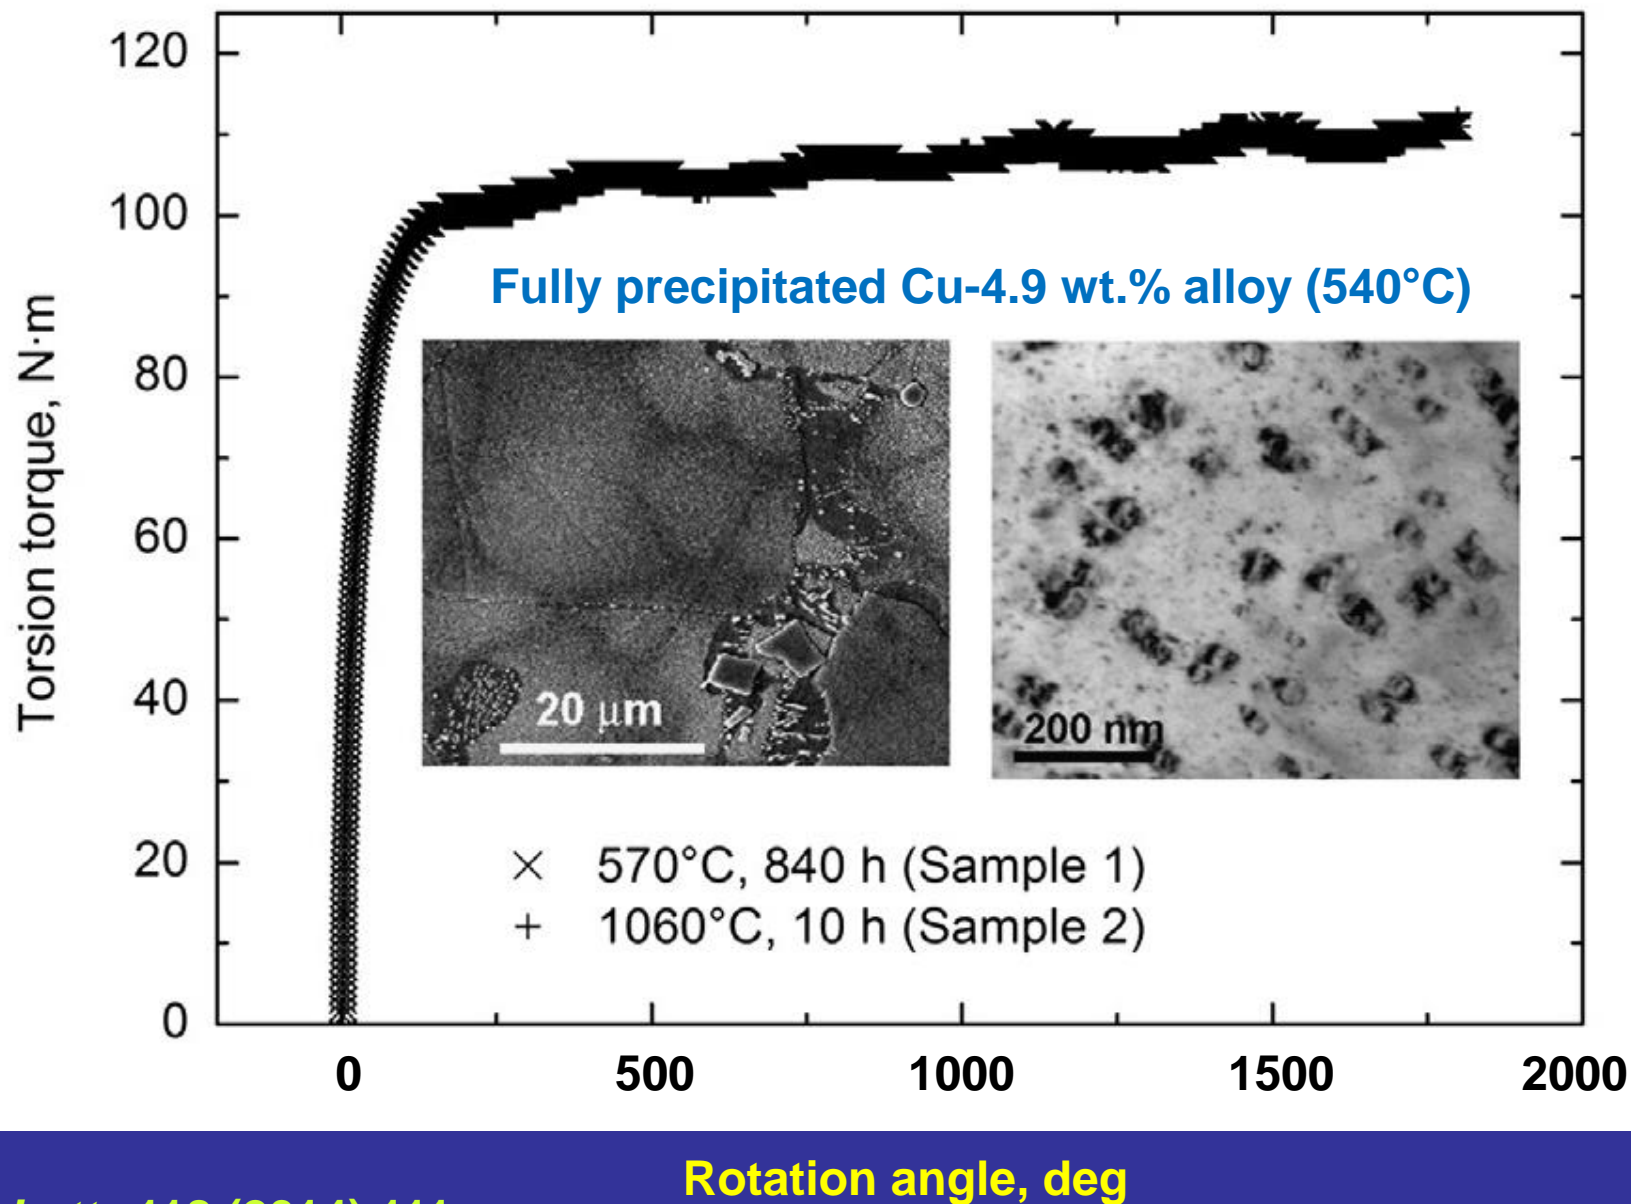 120
100
80
60
40
20
0
Torsion torque, N·m
Fully precipitated Cu-4.9 wt.% alloy (540°C)
20 μm
200 nm
× 570°C, 840 h (Sample 1)
+ 1060°C, 10 h (Sample 2)
0 500 1000 1500 2000
Rotation angle, deg